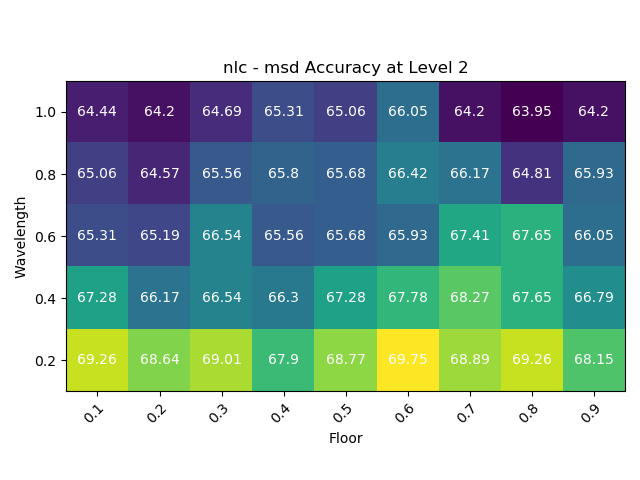 nlc - msd Accuracy at Level 2
1.0 64.44 64.2 64.69 65.31 65.06 66.05 64.2 63.95 64.2
0.8 65.06 64.57 65.56 65.8 65.68 66.42 66.17 64.81 65.93
0.6 65.31 65.19 66.54 65.56 65.68 65.93 67.41 67.65 66.05
0.4 67.28 66.17 66.54 66.3 67.28 67.78 68.27 67.65 66.79
0.2 69.26 68.64 69.01 67.9 68.77 69.75 68.89 69.26 68.15
Wavelength
0.1 0.2 0.3 0.4 0.5 0.6 0.7 0.8 0.9
Floor